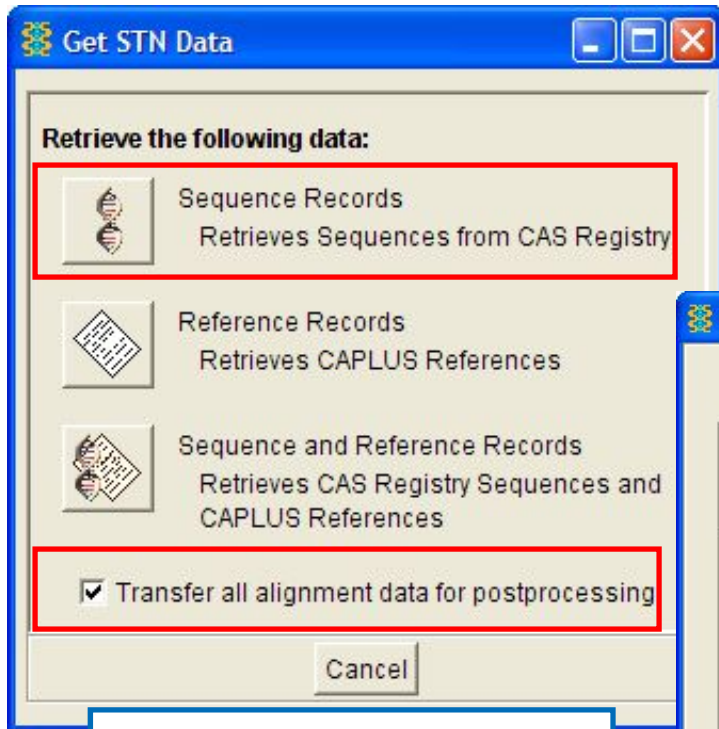 Get STN Data
Retrieve the following data:
Sequence Records
Retrieves Sequences from CAS Registry
Reference Records
Retrieves CAPLUS References
Sequence and Reference Records
Retrieves CAS Registry Sequences and
CAPLUS References
Transfer all alignment data for postprocessing
Cancel